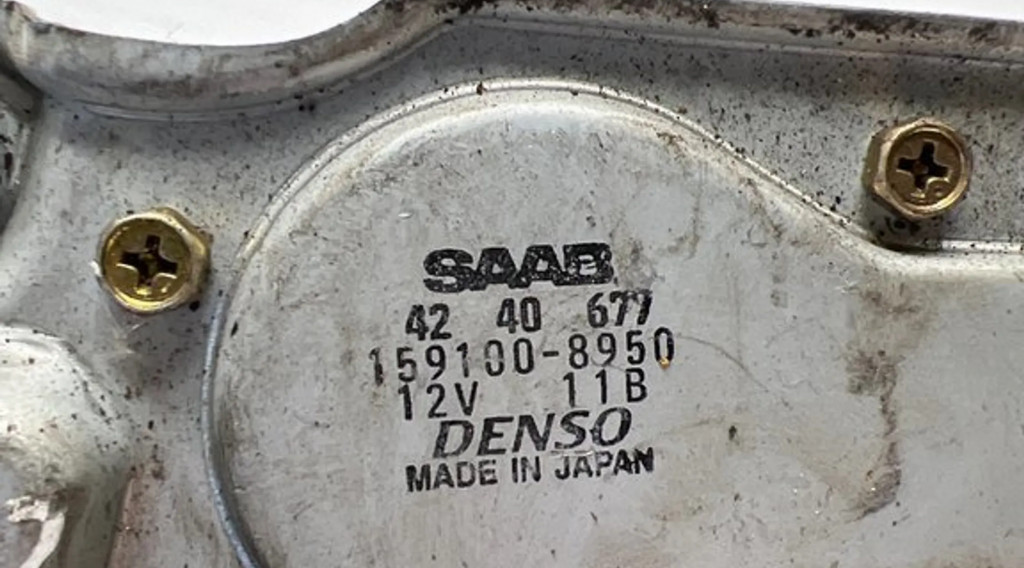 SAAB
42 40 677
159100-8950
12V 11B
DENSO
MADE IN JAPAN